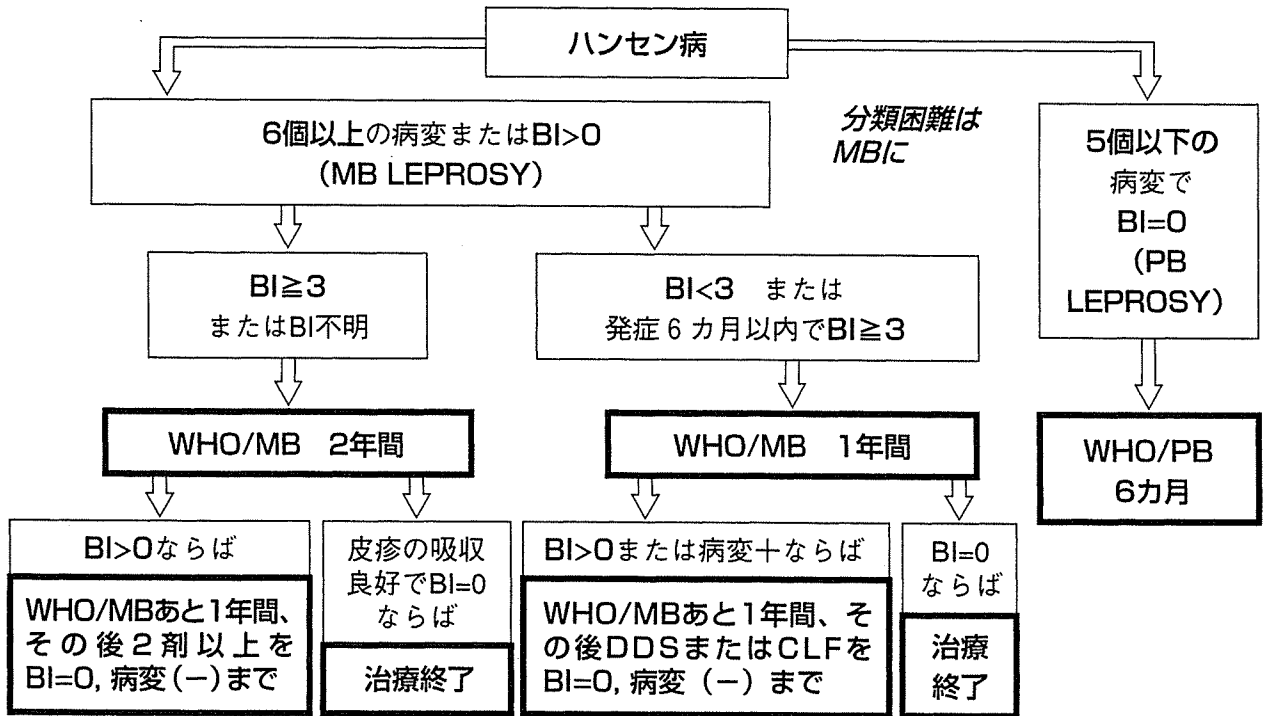 ハンセン病
6個以上の病変またはBI>0
(MB LEPROSY)
分類困難は
MBに
5個以下の
病変で
BI=0
(PB
LEPROSY)
BI≧3
またはBI不明
BI<3 または
発症6カ月以内でBI≧3
WHO/MB 2年間
WHO/MB 1年間
WHO/PB
6カ月
BI>0ならば
WHO/MBあと1年間、
その後2剤以上を
BI=0, 病変(－)まで
皮疹の吸収
良好でBI=0
ならば
治療終了
BI>0または病変＋ならば
WHO/MBあと1年間、そ
の後DDSまたはCLFを
BI=0, 病変(－)まで
BI=0
ならば
治療
終了